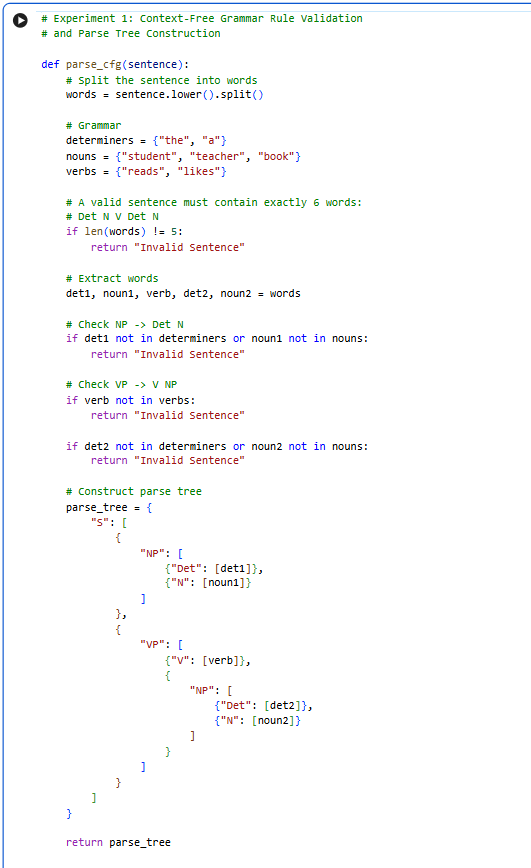 # Experiment 1: Context-Free Grammar Rule Validation
# and Parse Tree Construction

def parse_cfg(sentence):
    # Split the sentence into words
    words = sentence.lower().split()

    # Grammar
    determiners = {"the", "a"}
    nouns = {"student", "teacher", "book"}
    verbs = {"reads", "likes"}

    # A valid sentence must contain exactly 6 words:
    # Det N V Det N
    if len(words) != 5:
        return "Invalid Sentence"

    # Extract words
    det1, noun1, verb, det2, noun2 = words

    # Check NP -> Det N
    if det1 not in determiners or noun1 not in nouns:
        return "Invalid Sentence"

    # Check VP -> V NP
    if verb not in verbs:
        return "Invalid Sentence"

    if det2 not in determiners or noun2 not in nouns:
        return "Invalid Sentence"

    # Construct parse tree
    parse_tree = {
        "S": [
            {
                "NP": [
                    {"Det": [det1]},
                    {"N": [noun1]}
                ]
            },
            {
                "VP": [
                    {"V": [verb]},
                    {
                        "NP": [
                            {"Det": [det2]},
                            {"N": [noun2]}
                        ]
                    }
                ]
            }
        ]
    }

    return parse_tree